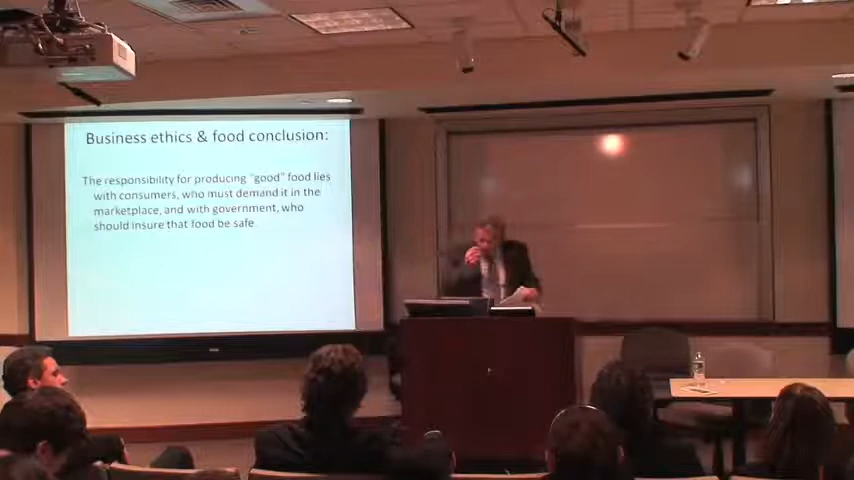 Business ethics & food conclusion:
The responsibility for producing "good" food lies
with consumers, who must demand it in the
marketplace, and with government, who
should insure that food be safe